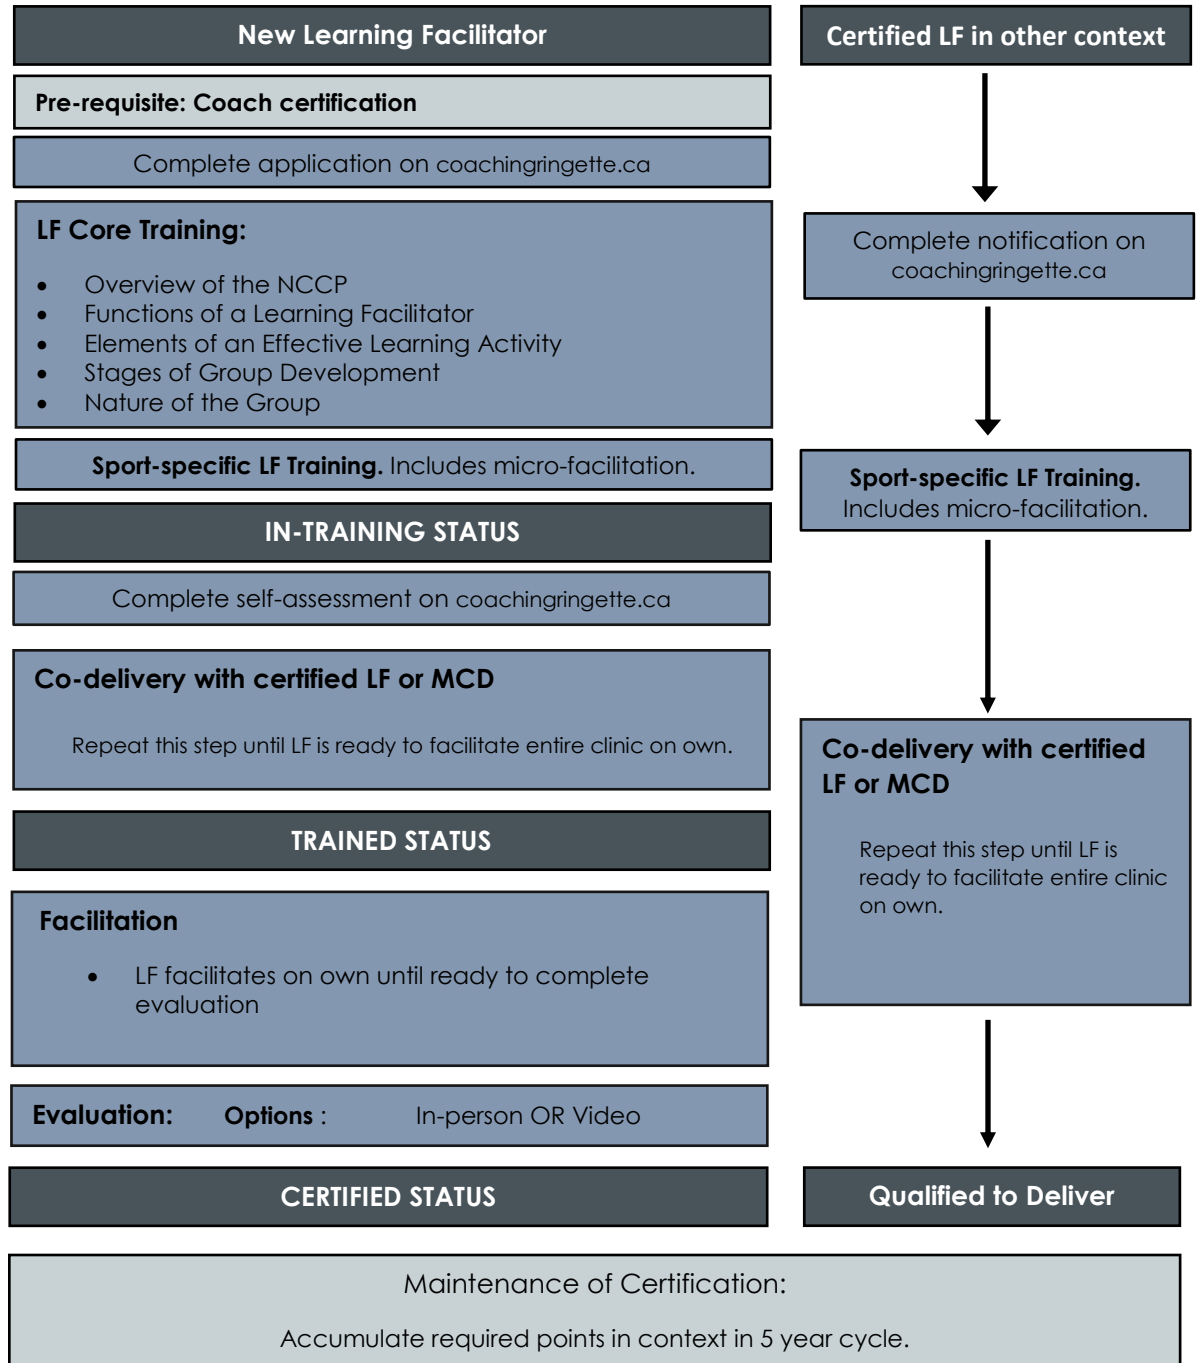 New Learning Facilitator
Pre-requisite: Coach certification
Complete application on coachingringette.ca
LF Core Training:
• Overview of the NCCP
• Functions of a Learning Facilitator
• Elements of an Effective Learning Activity
• Stages of Group Development
• Nature of the Group
Sport-specific LF Training. Includes micro-facilitation.
IN-TRAINING STATUS
Complete self-assessment on coachingringette.ca
Co-delivery with certified LF or MCD
Repeat this step until LF is ready to facilitate entire clinic on own.
TRAINED STATUS
Facilitation
• LF facilitates on own until ready to complete
evaluation
Evaluation: Options : In-person OR Video
CERTIFIED STATUS
Certified LF in other context
Complete notification on
coachingringette.ca
Sport-specific LF Training.
Includes micro-facilitation.
Co-delivery with certified
LF or MCD
Repeat this step until LF is
ready to facilitate entire clinic
on own.
Qualified to Deliver
Maintenance of Certification:
Accumulate required points in context in 5 year cycle.